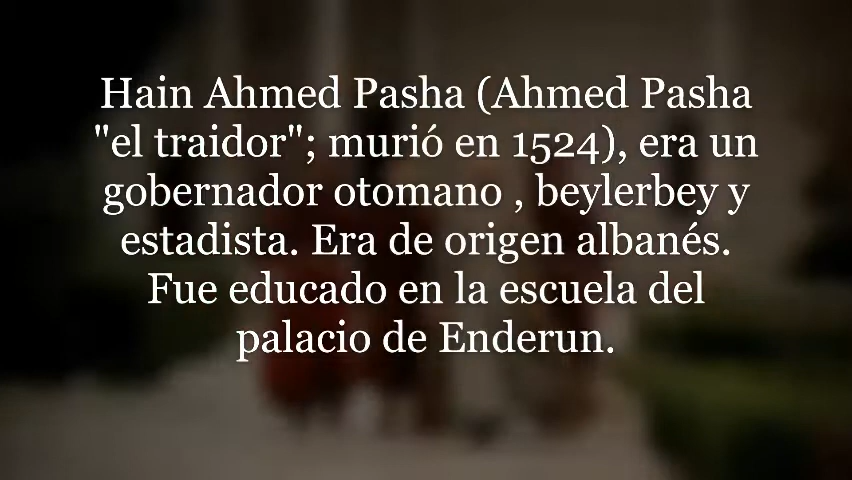 Hain Ahmed Pasha (Ahmed Pasha
"el traidor"; murió en 1524), era un
gobernador otomano , beylerbey y
estadista. Era de origen albanés.
Fue educado en la escuela del
palacio de Enderun.